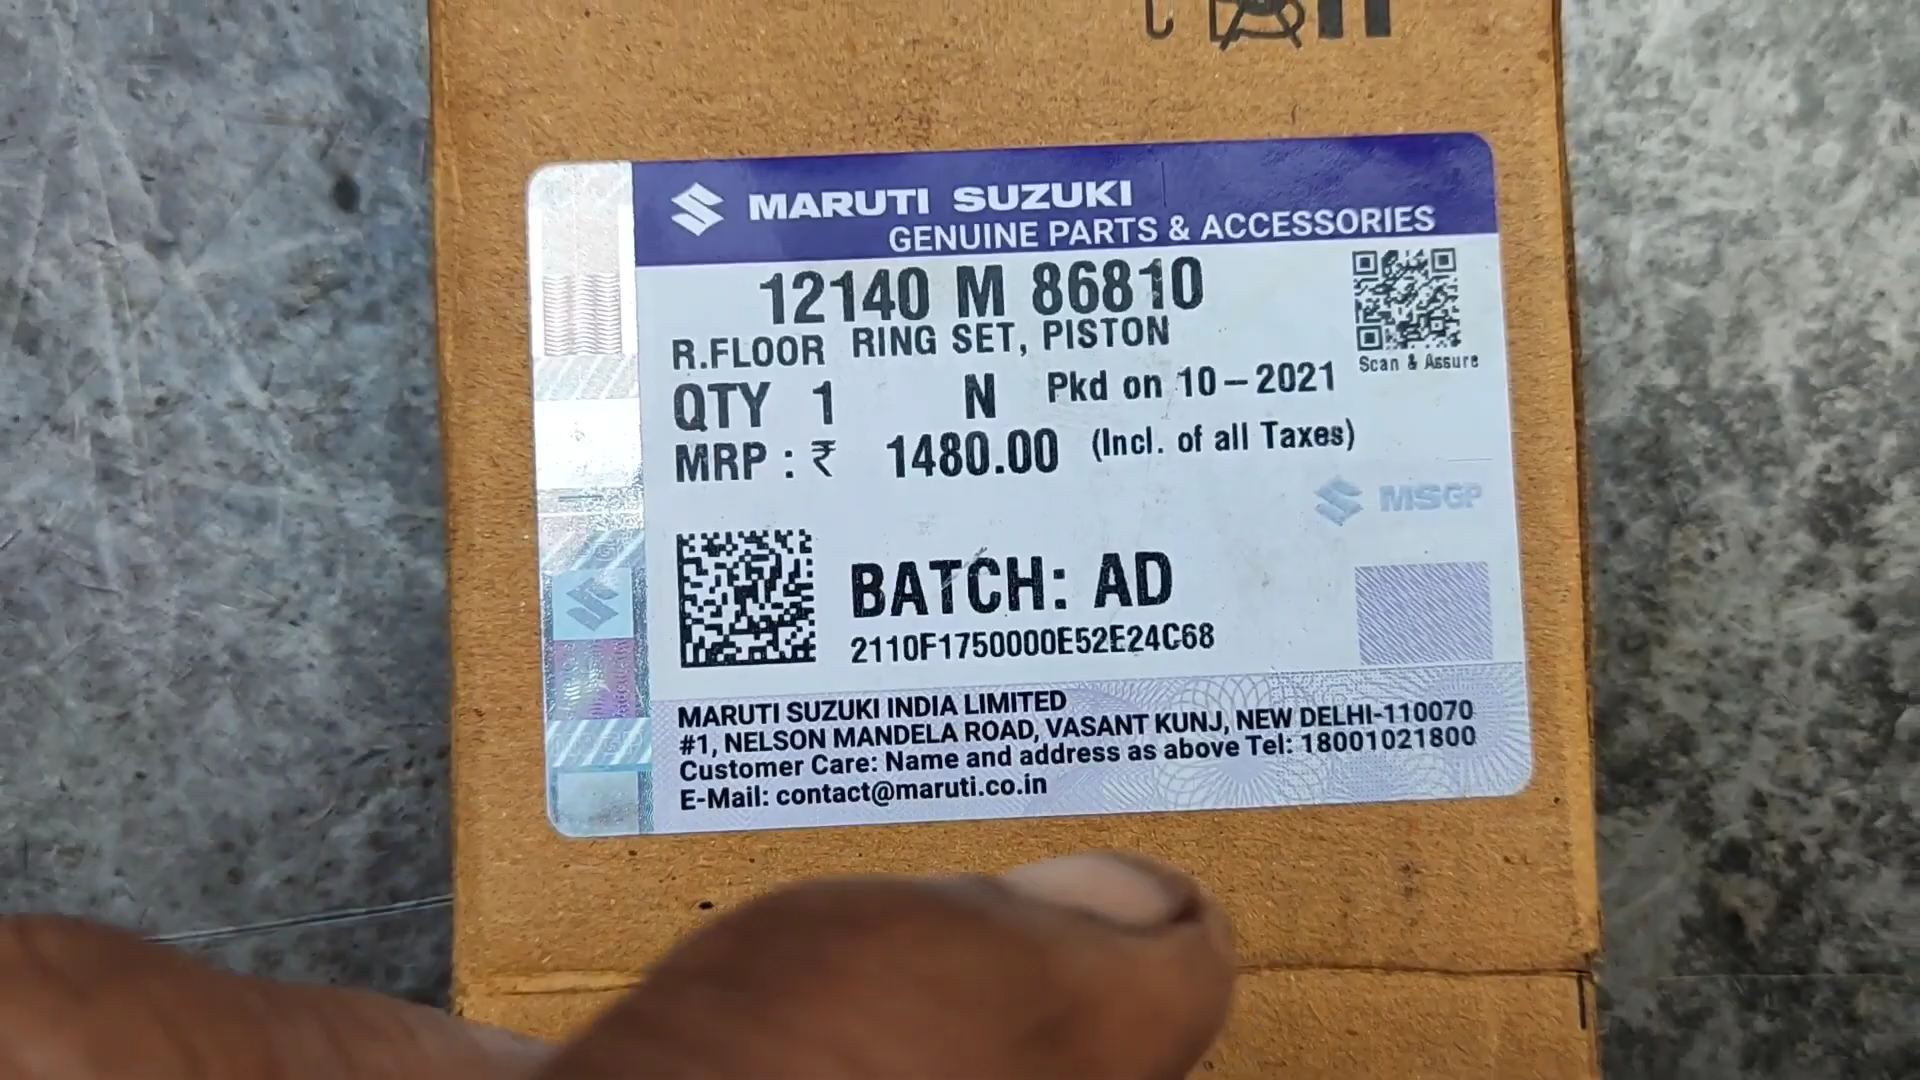 MARUTI SUZUKI
GENUINE PARTS & ACCESSORIES
12140 M 86810
R.FLOOR RING SET, PISTON
Scan & Assure
QTY 1 N Pkd on 10-2021
MRP : ₹ 1480.00 (Incl. of all Taxes)
MSGP
BATCH: AD
2110F1750000E52E24C68
MARUTI SUZUKI INDIA LIMITED
#1, NELSON MANDELA ROAD, VASANT KUNJ, NEW DELHI-110070
Customer Care: Name and address as above Tel: 18001021800
E-Mail: contact@maruti.co.in